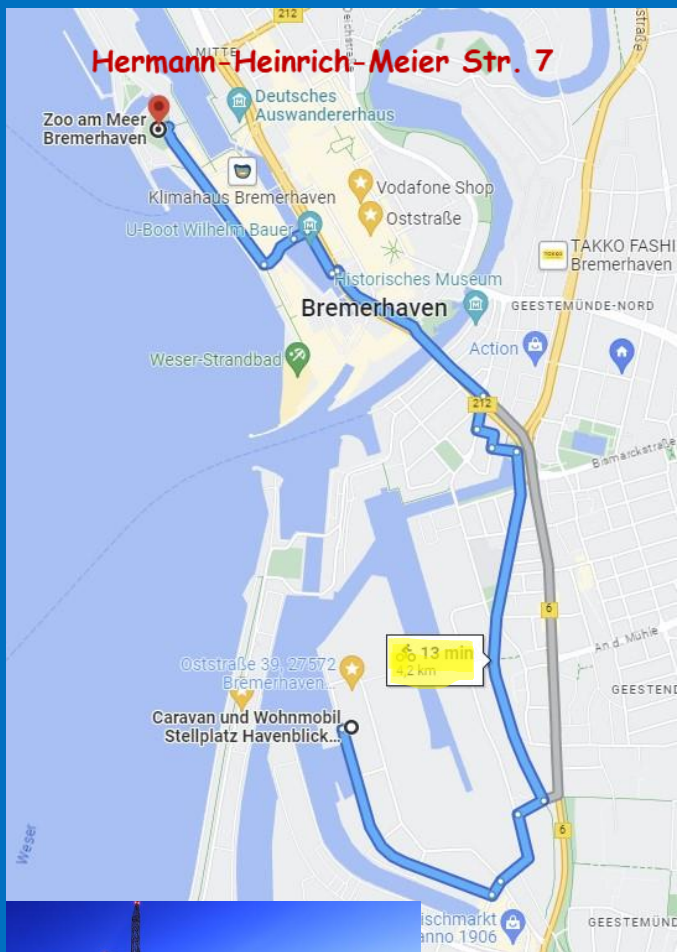 212
MITTE
Deichstraße
Hermann-Heinrich-Meier Str. 7
Zoo am Meer
Bremerhaven
Deutsches
Auswandererhaus
Klimahaus Bremerhaven
Vodafone Shop
Oststraße
U-Boot Wilhelm Bauer
TAKKO FASHI
Bremerhaven
Historisches Museum
Bremerhaven
GEESTEMÜNDE-NORD
Weser-Strandbad
Action
212
Bismarckstraße
6
13 min
4,2 km
An d. Mühle
Oststraße 39, 27572
Bremerhaven...
GEESTEND
Caravan und Wohnmobil
Stellplatz Havenblick...
6
Weser
ischmarkt
anno 1906
GEESTEMÜND